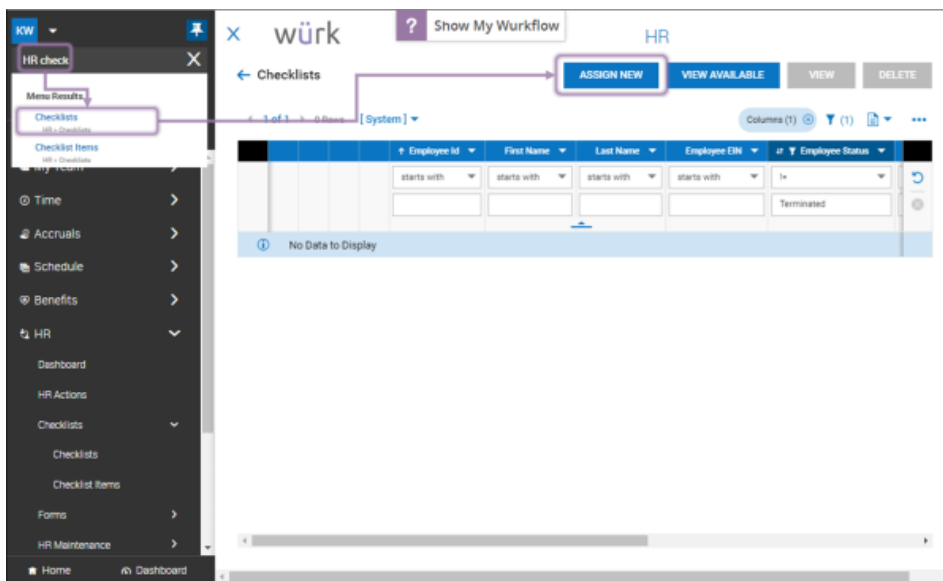 KW
HR check
X
Menu Results
Checklists
HR > Checklists
Checklist Items
HR > Checklists
My Team
Time
Accruals
Schedule
Benefits
HR
Dashboard
HR Actions
Checklists
Checklists
Checklist Items
Forms
HR Maintenance
Home Dashboard
würk
? Show My Wurkflow
HR
← Checklists
ASSIGN NEW VIEW AVAILABLE VIEW DELETE
1 of 1 0 Rows [ System ]
Columns (1) (1)
Employee Id First Name Last Name Employee EIN Employee Status
starts with starts with starts with starts with !=
Terminated
No Data to Display